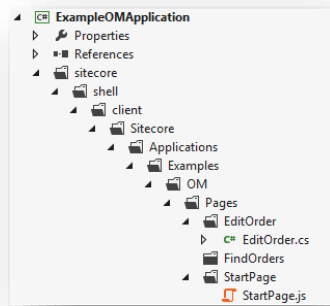 C# ExampleOMApplication
Properties
References
sitecore
shell
client
Sitecore
Applications
Examples
OM
Pages
EditOrder
C# EditOrder.cs
FindOrders
StartPage
StartPage.js